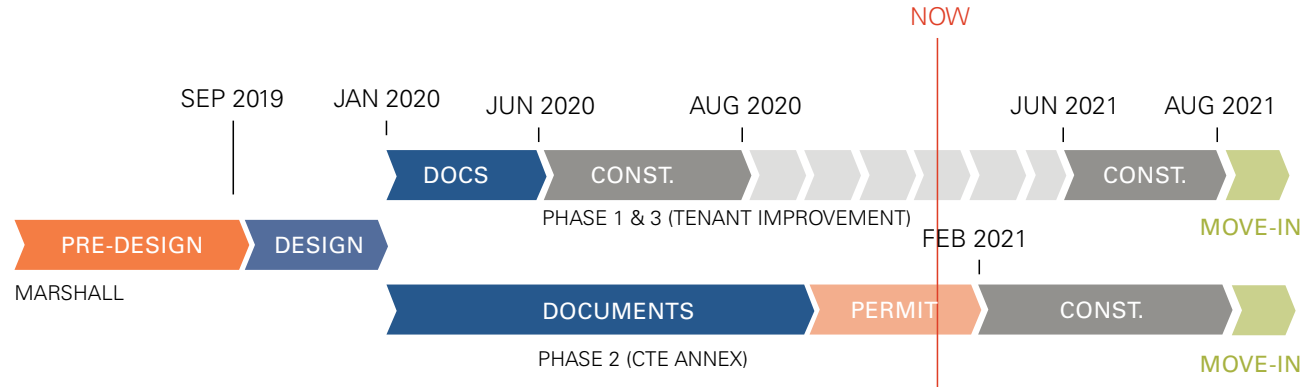 NOW
SEP 2019
JAN 2020
JUN 2020
AUG 2020
JUN 2021
AUG 2021
DOCS
CONST.
CONST.
PHASE 1 & 3 (TENANT IMPROVEMENT)
MOVE-IN
PRE-DESIGN
DESIGN
FEB 2021
MARSHALL
DOCUMENTS
PERMIT
CONST.
PHASE 2 (CTE ANNEX)
MOVE-IN